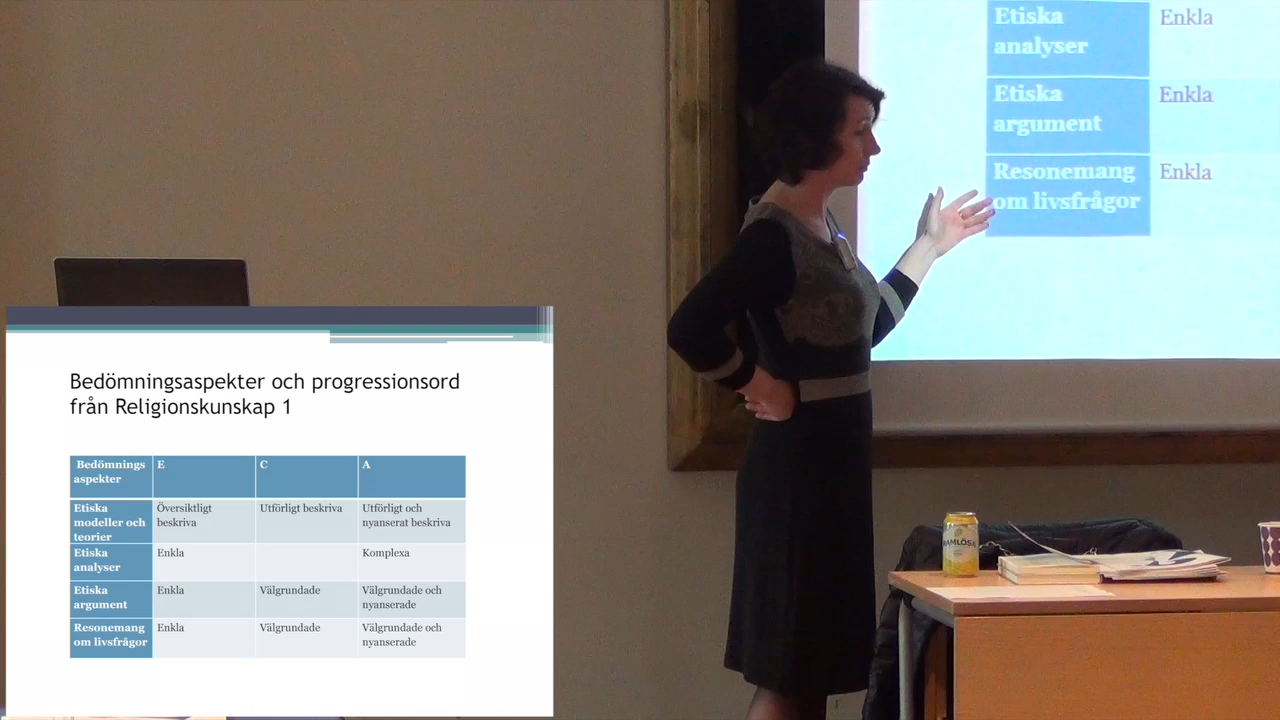 Etiska
analyser
Enkla
Etiska
argument
Enkla
Resonemang
om livsfrågor
Enkla
Bedömningsaspekter och progressionsord
från Religionskunskap 1
Bedömnings
aspekter
E
C
A
Etiska
modeller och
teorier
Översiktligt
beskriva
Utförligt beskriva
Utförligt och
nyanserat beskriva
Etiska
analyser
Enkla
Komplexa
Etiska
argument
Enkla
Välgrundade
Välgrundade och
nyanserade
Resonemang
om livsfrågor
Enkla
Välgrundade
Välgrundade och
nyanserade
RAMLÖSA